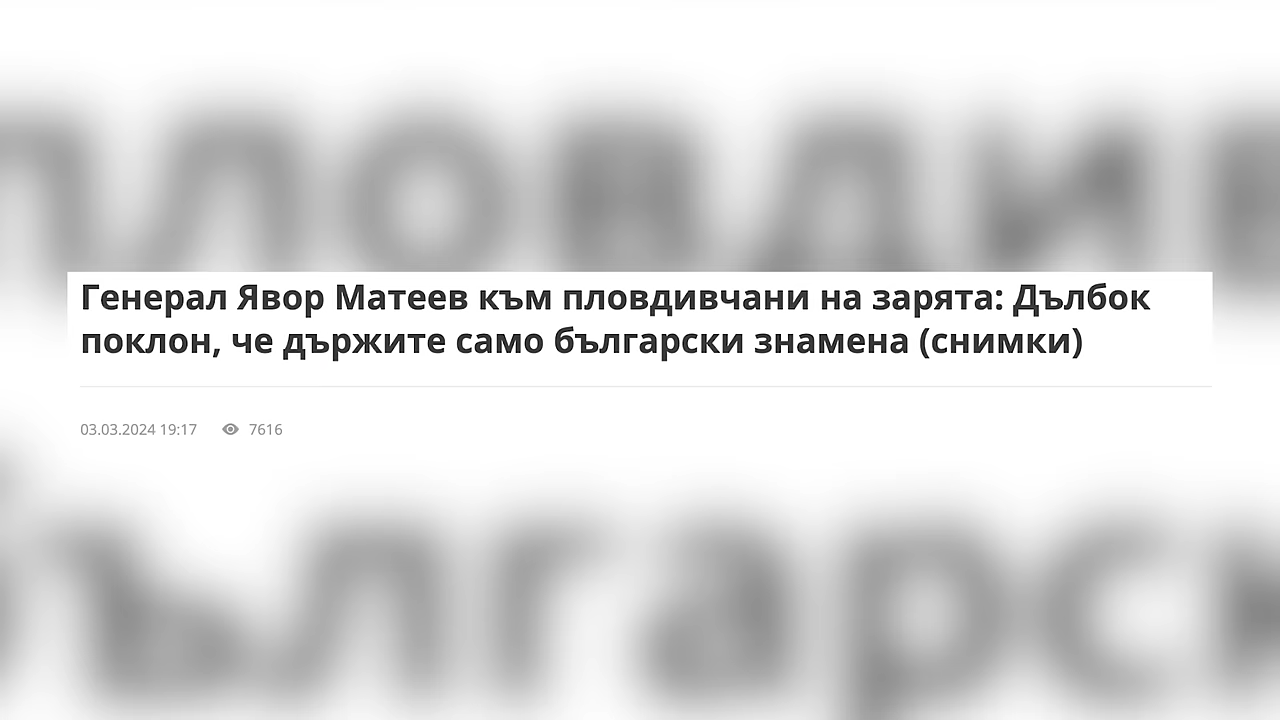 Генерал Явор Матеев към пловдивчани на зарята: Дълбок
поклон, че държите само български знамена (снимки)
03.03.2024 19:17 7616